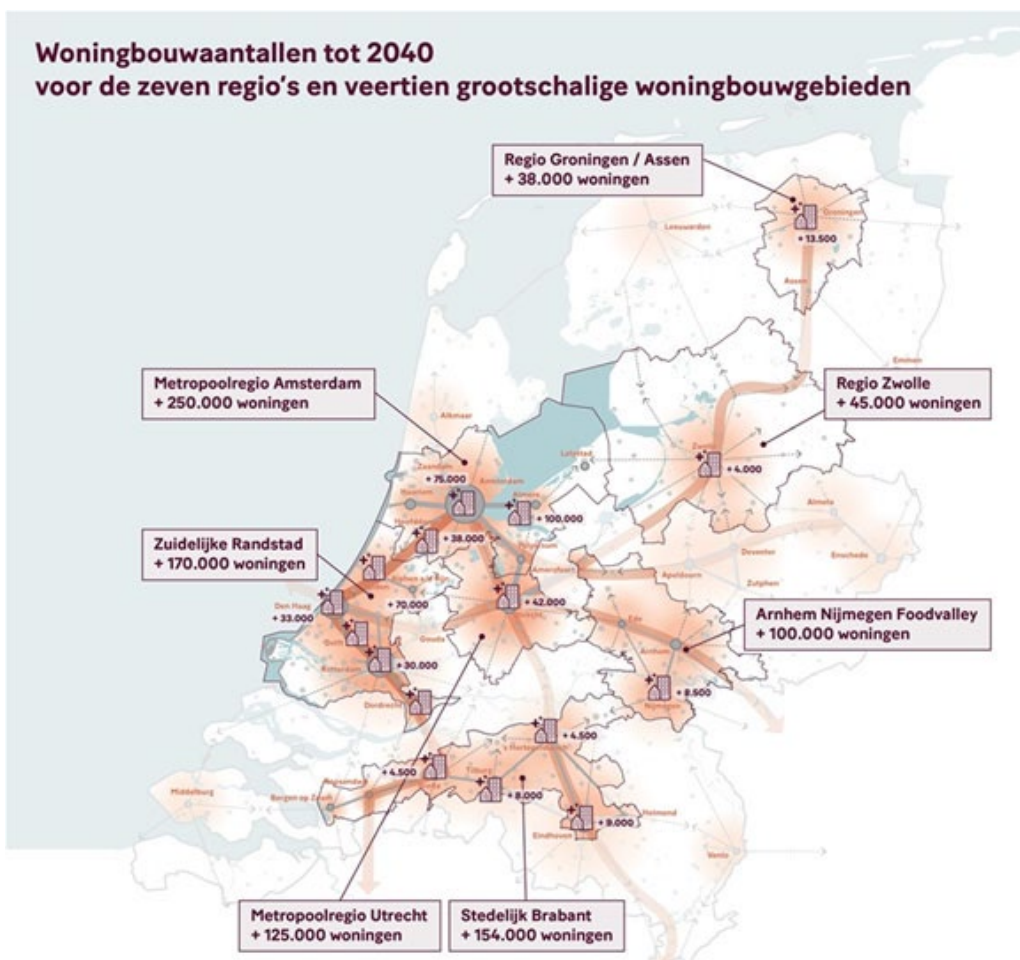 Woningbouwaantallen tot 2040
voor de zeven regio's en veertien grootschalige woningbouwgebieden
Regio Groningen / Assen
+ 38.000 woningen
Groningen
Leeuwarden
+ 13.500
Assen
Emmen
Metropoolregio Amsterdam
+ 250.000 woningen
Regio Zwolle
+ 45.000 woningen
Alkmaar
Lelystad
+ 4.000
Zaandam
+ 75.000
Amsterdam
Haarlem
Almere
+ 100.000
Almelo
+ 38.000
Zuidelijke Randstad
+ 170.000 woningen
Deventer
Enschede
Amersfoort
Apeldoorn
Zutphen
Den Haag
+ 33.000
+ 70.000
+ 42.000
Arnhem Nijmegen Foodvalley
+ 100.000 woningen
Ede
Delft
Gouda
Arnhem
Rotterdam
+ 30.000
+ 8.500
Nijmegen
Dordrecht
+ 4.500
's Hertogenbosch
+ 4.500
Tilburg
Roosendaal
Middelburg
Bergen op Zoom
+ 8.000
+ 9.000
Helmond
Eindhoven
Venlo
Metropoolregio Utrecht
+ 125.000 woningen
Stedelijk Brabant
+ 154.000 woningen